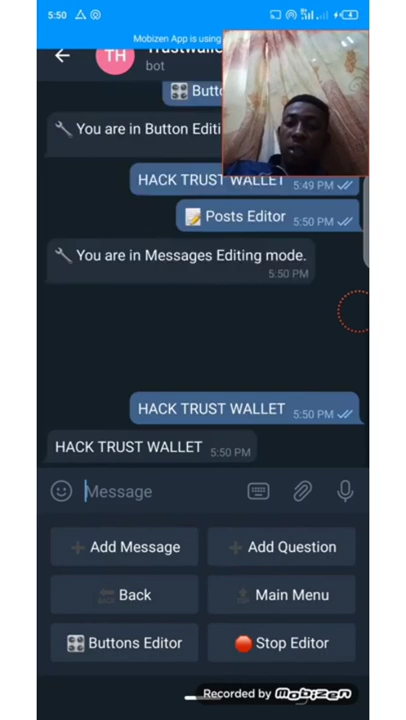 5:50
Mobizen App is using
TH
bot
Butto
You are in Button Editi
HACK TRUST WALLET 5:49 PM
Posts Editor 5:50 PM
You are in Messages Editing mode.
5:50 PM
HACK TRUST WALLET 5:50 PM
HACK TRUST WALLET 5:50 PM
Message
Add Message
Add Question
Back
Main Menu
Buttons Editor
Stop Editor
Recorded by mobizen